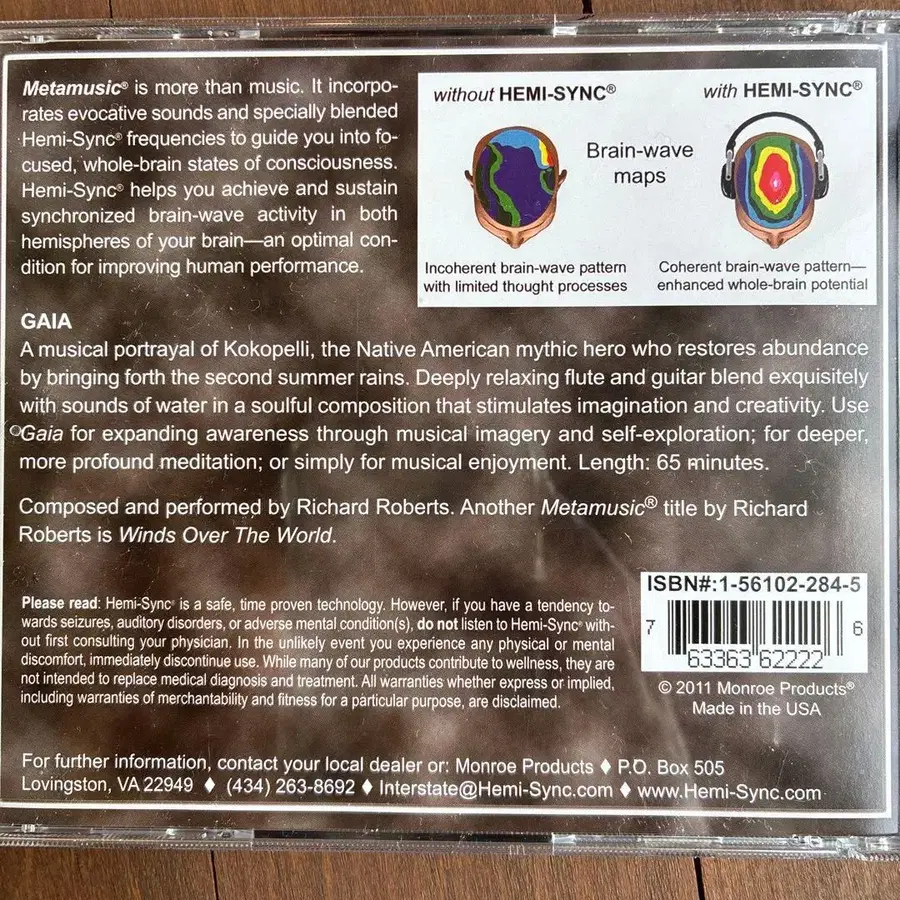 Metamusic® is more than music. It incorpo-
rates evocative sounds and specially blended
Hemi-Sync® frequencies to guide you into fo-
cused, whole-brain states of consciousness.
Hemi-Sync® helps you achieve and sustain
synchronized brain-wave activity in both
hemispheres of your brain—an optimal con-
dition for improving human performance.
without HEMI-SYNC®
with HEMI-SYNC®
Brain-wave
maps
Incoherent brain-wave pattern
with limited thought processes
Coherent brain-wave pattern—
enhanced whole-brain potential
GAIA
A musical portrayal of Kokopelli, the Native American mythic hero who restores abundance
by bringing forth the second summer rains. Deeply relaxing flute and guitar blend exquisitely
with sounds of water in a soulful composition that stimulates imagination and creativity. Use
Gaia for expanding awareness through musical imagery and self-exploration; for deeper,
more profound meditation; or simply for musical enjoyment. Length: 65 minutes.
Composed and performed by Richard Roberts. Another Metamusic® title by Richard
Roberts is Winds Over The World.
Please read: Hemi-Sync® is a safe, time proven technology. However, if you have a tendency to-
wards seizures, auditory disorders, or adverse mental condition(s), do not listen to Hemi-Sync® with-
out first consulting your physician. In the unlikely event you experience any physical or mental
discomfort, immediately discontinue use. While many of our products contribute to wellness, they are
not intended to replace medical diagnosis and treatment. All warranties whether express or implied,
including warranties of merchantability and fitness for a particular purpose, are disclaimed.
ISBN#:1-56102-284-5
7 63363 62222 6
© 2011 Monroe Products®
Made in the USA
For further information, contact your local dealer or: Monroe Products ♦ P.O. Box 505
Lovingston, VA 22949 ♦ (434) 263-8692 ♦ Interstate@Hemi-Sync.com ♦ www.Hemi-Sync.com